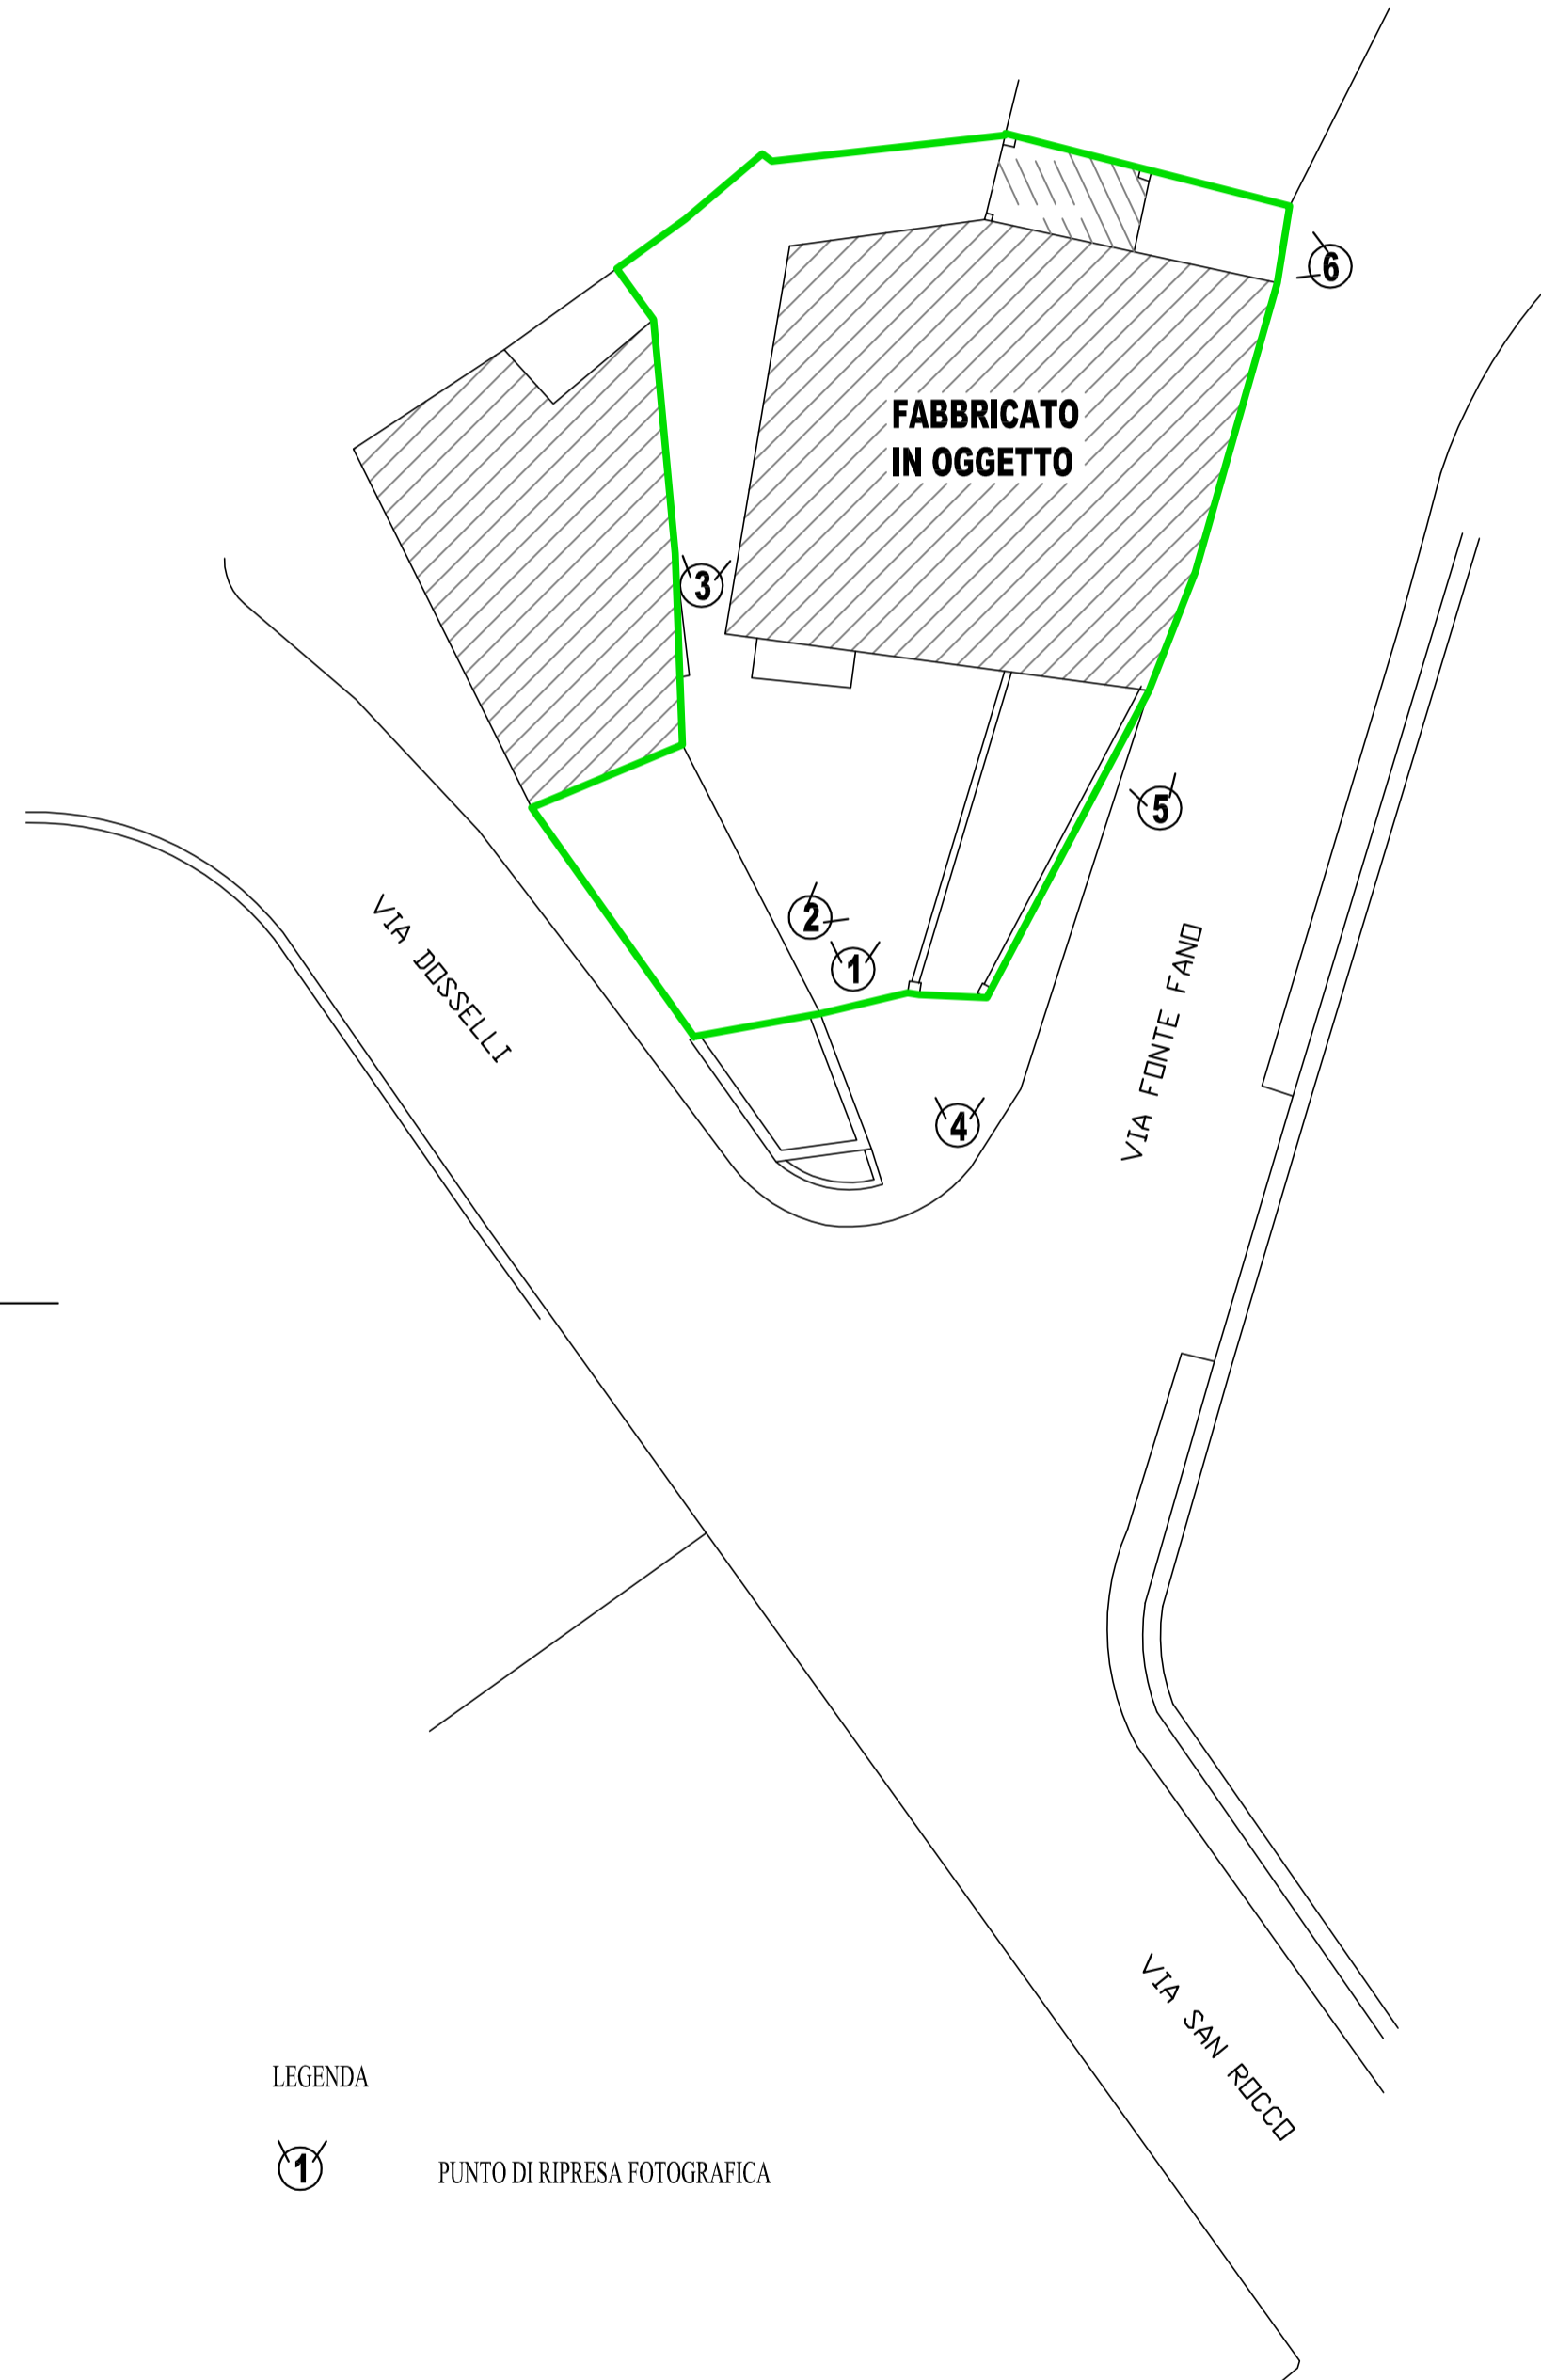 6
FABBRICATO
IN OGGETTO
3
5
2
1
4
VIA DOSSELLI
VIA FONTE FANO
VIA SAN ROCCO
LEGENDA
1 PUNTO DI RIPRESA FOTOGRAFICA